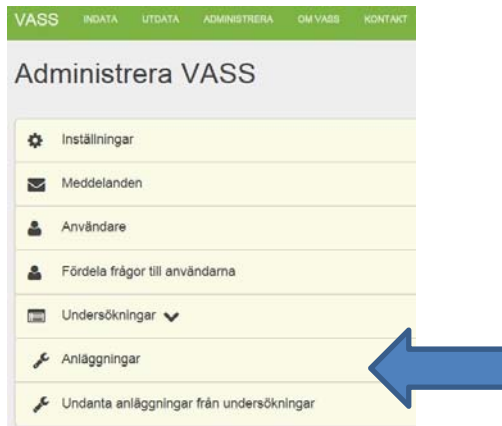 VASS INDATA UTDATA ADMINISTRERA OM VASS KONTAKT
Administrera VASS
Inställningar
Meddelanden
Användare
Fördela frågor till användarna
Undersökningar
Anläggningar
Undanta anläggningar från undersökningar